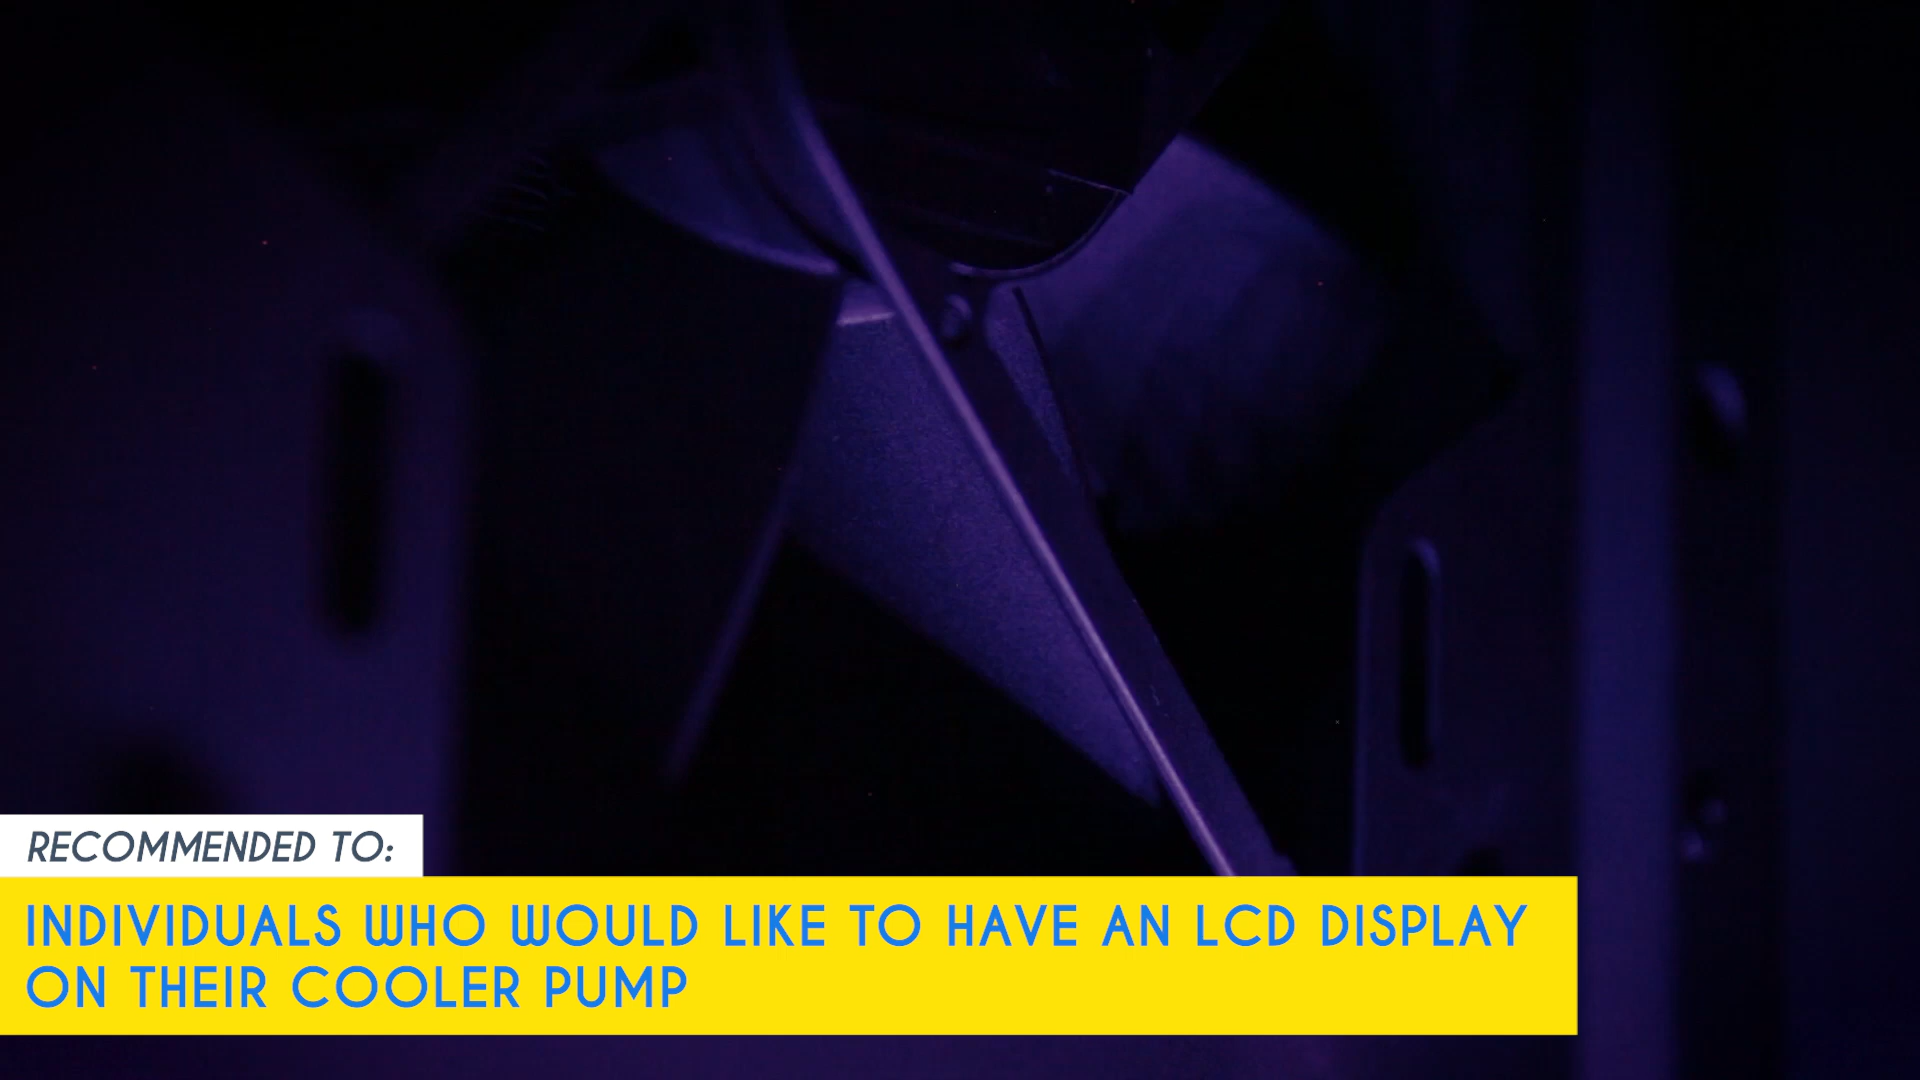 RECOMMENDED TO:
INDIVIDUALS WHO WOULD LIKE TO HAVE AN LCD DISPLAY
ON THEIR COOLER PUMP